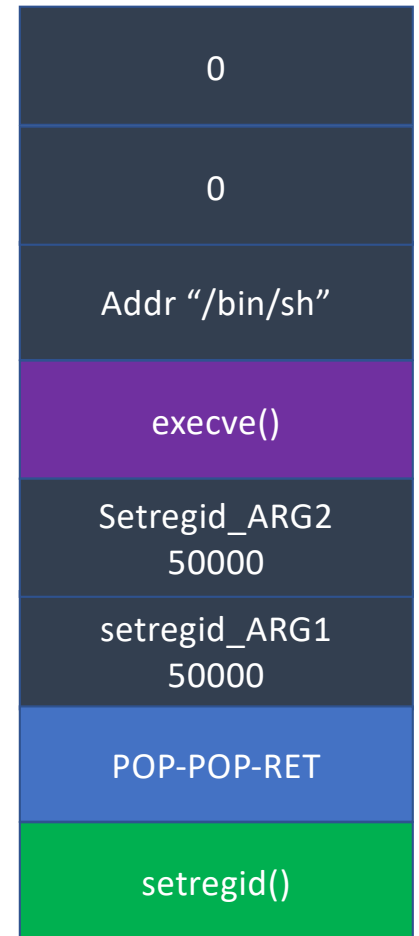 0
0
Addr “/bin/sh”
execve()
Setregid_ARG2
50000
setregid_ARG1
50000
POP-POP-RET
setregid()